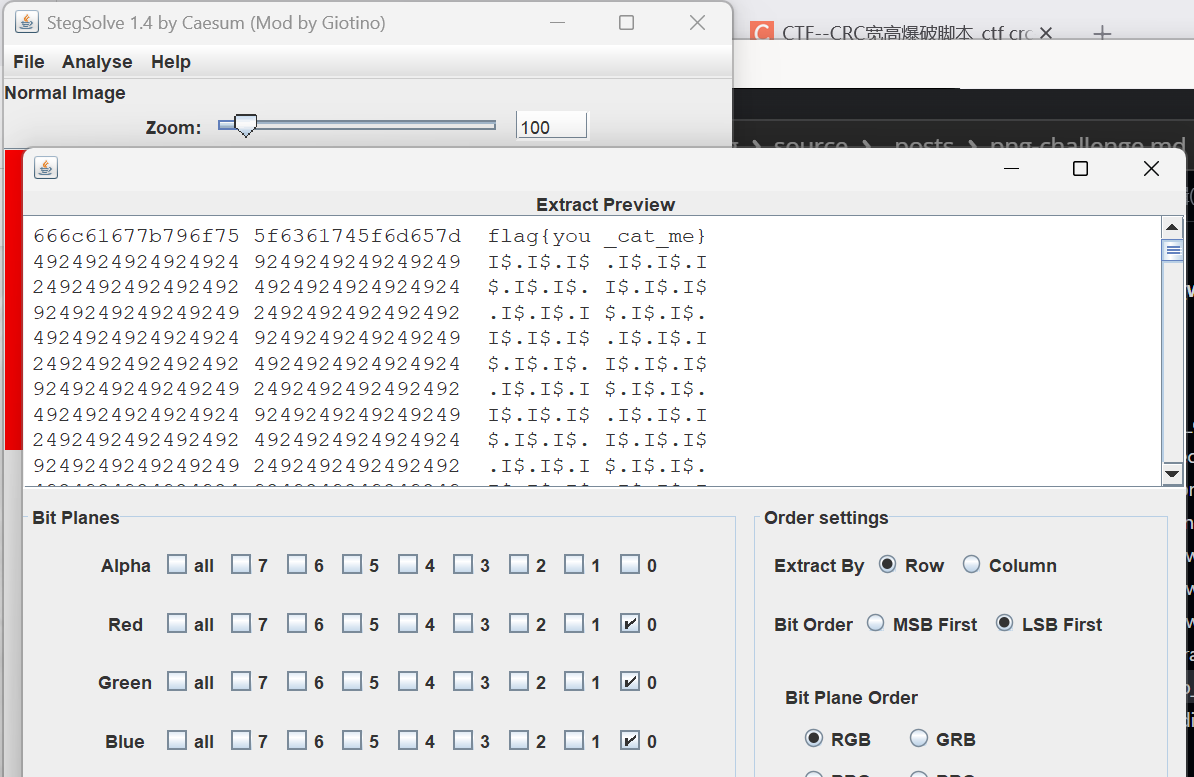 StegSolve 1.4 by Caesum (Mod by Giotino)
CTF--CRC宽高爆破脚本_ctf crc
File Analyse Help
Normal Image
Zoom: 100
source > _posts > png-challenge.md
Extract Preview
666c61677b796f75 5f6361745f6d657d flag{you _cat_me}
4924924924924924 9249249249249249 I$.I$.I$ .I$.I$.I
2492492492492492 4924924924924924 $.I$.I$. I$.I$.I$
9249249249249249 2492492492492492 .I$.I$.I $.I$.I$.
4924924924924924 9249249249249249 I$.I$.I$ .I$.I$.I
2492492492492492 4924924924924924 $.I$.I$. I$.I$.I$
9249249249249249 2492492492492492 .I$.I$.I $.I$.I$.
4924924924924924 9249249249249249 I$.I$.I$ .I$.I$.I
2492492492492492 4924924924924924 $.I$.I$. I$.I$.I$
9249249249249249 2492492492492492 .I$.I$.I $.I$.I$.
Bit Planes
Alpha all 7 6 5 4 3 2 1 0
Red all 7 6 5 4 3 2 1 0
Green all 7 6 5 4 3 2 1 0
Blue all 7 6 5 4 3 2 1 0
Order settings
Extract By Row Column
Bit Order MSB First LSB First
Bit Plane Order
RGB GRB